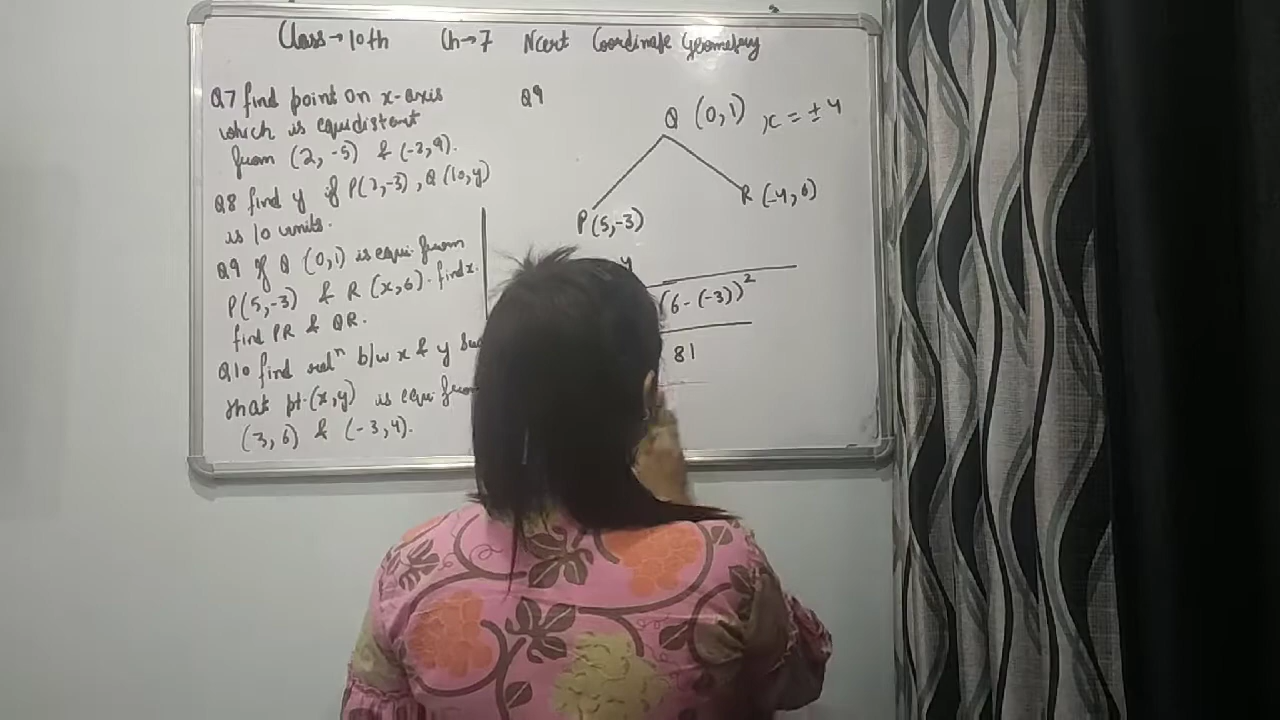 Class→10th Ch→7 Ncert Coordinate Geometry
Q7 find point on x-axis
which is equidistant
from (2, -5) & (-2,9).
Q8 find y if P(2,-3), Q(10,y)
is 10 units.
Q9 If Q (0,1) is equi. from
P(5,-3) & R (x,6). find x.
find PR & QR.
Q10 find relⁿ b/w x & y
that pt.(x,y) is equi from
(3, 6) & (-3,4).
Q9
Q (0,1) x = ±4
R (-4,6)
P(5,-3)
(6-(-3))²
81